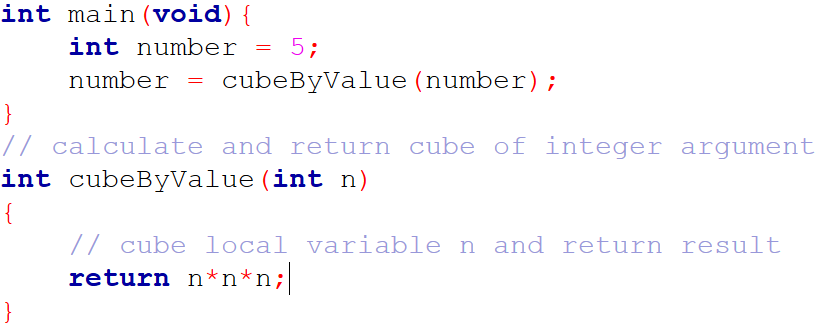 int main(void){
    int number = 5;
    number = cubeByValue(number);
}
// calculate and return cube of integer argument
int cubeByValue(int n)
{
    // cube local variable n and return result
    return n*n*n;
}